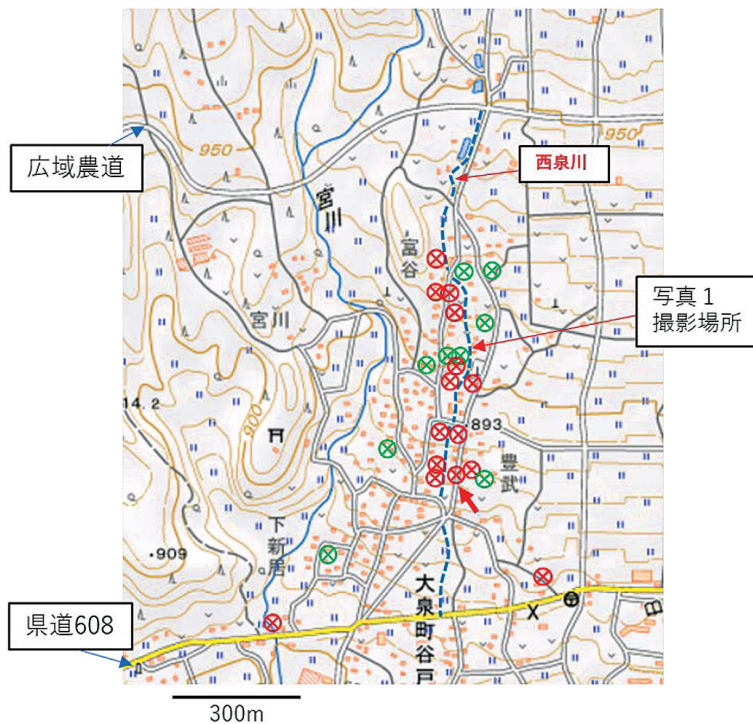 950
950
広域農道
西泉川
宮川
富谷
写真1
撮影場所
宮川
14.2
900
893
豊武
下新居
909
大泉町谷戸
県道608
300m